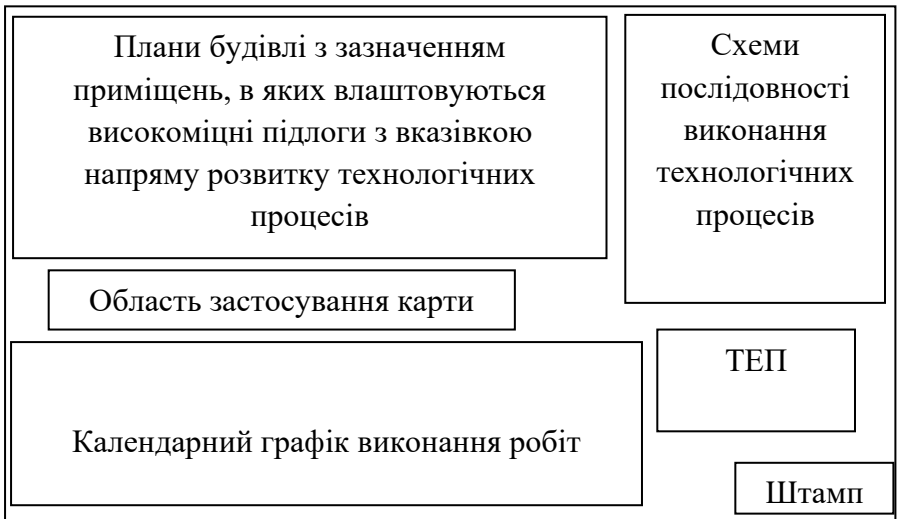 Плани будівлі з зазначенням
приміщень, в яких влаштовуються
високоміцні підлоги з вказівкою
напряму розвитку технологічних
процесів
Схеми
послідовності
виконання
технологічних
процесів
Область застосування карти
ТЕП
Календарний графік виконання робіт
Штамп